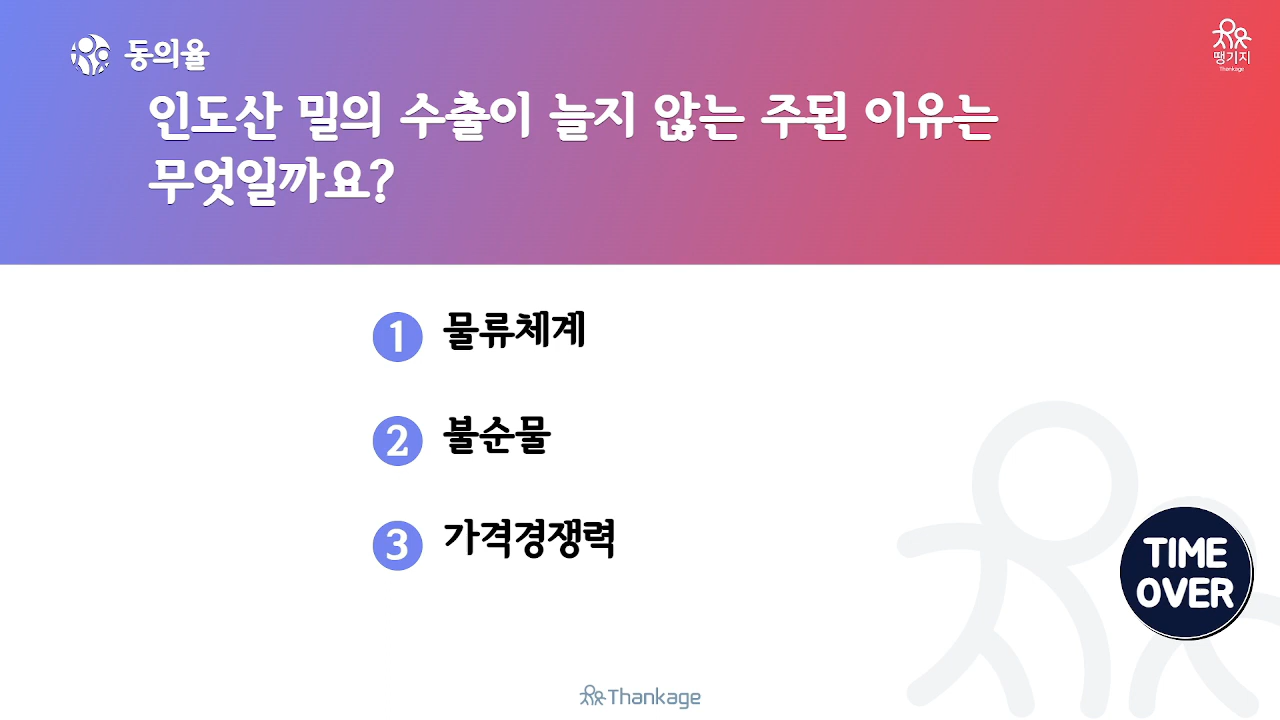 동의율
땡기지
Thankage
인도산 밀의 수출이 늘지 않는 주된 이유는
무엇일까요?
1 물류체계
2 불순물
3 가격경쟁력
TIME
OVER
Thankage